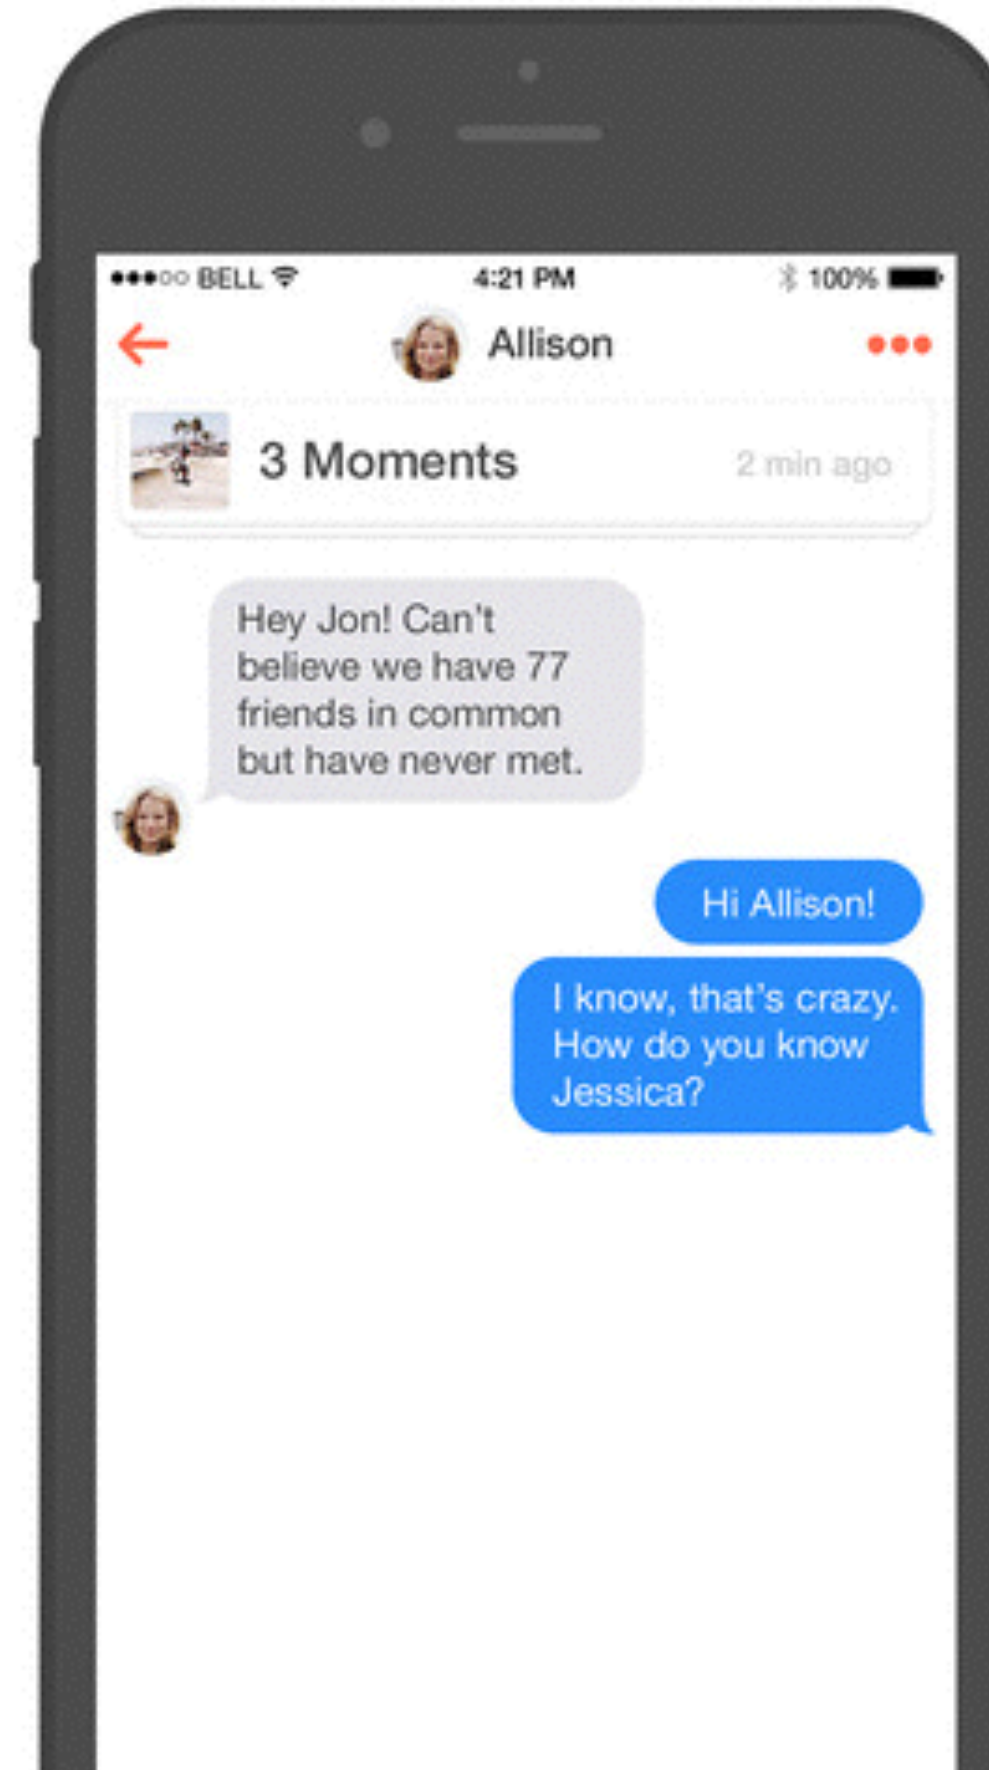 BELL 4:21 PM 100%
Allison
3 Moments 2 min ago
Hey Jon! Can't
believe we have 77
friends in common
but have never met.
Hi Allison!
I know, that's crazy.
How do you know
Jessica?